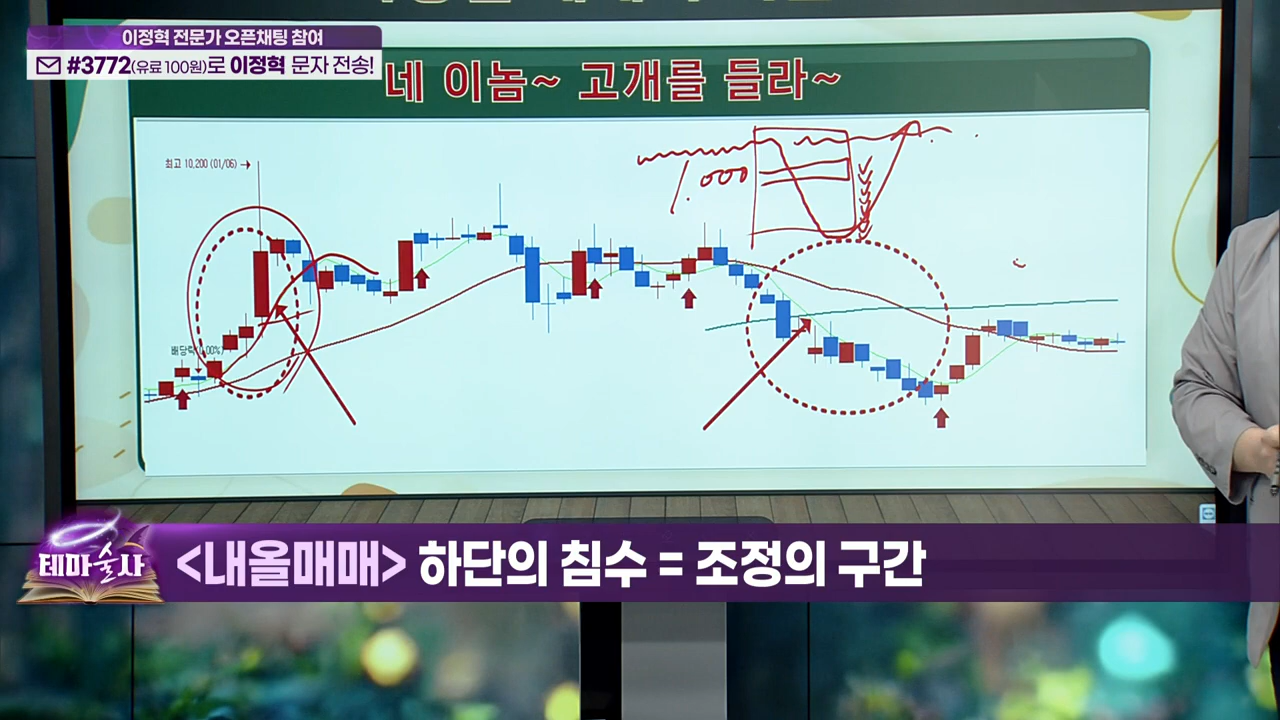 이정혁 전문가 오픈채팅 참여
#3772(유료 100원)로 이정혁 문자 전송!
네 이놈~ 고개를 들라~
최고 10,200 (01/06) →
1.000
테마술사
<내올매매> 하단의 침수 = 조정의 구간